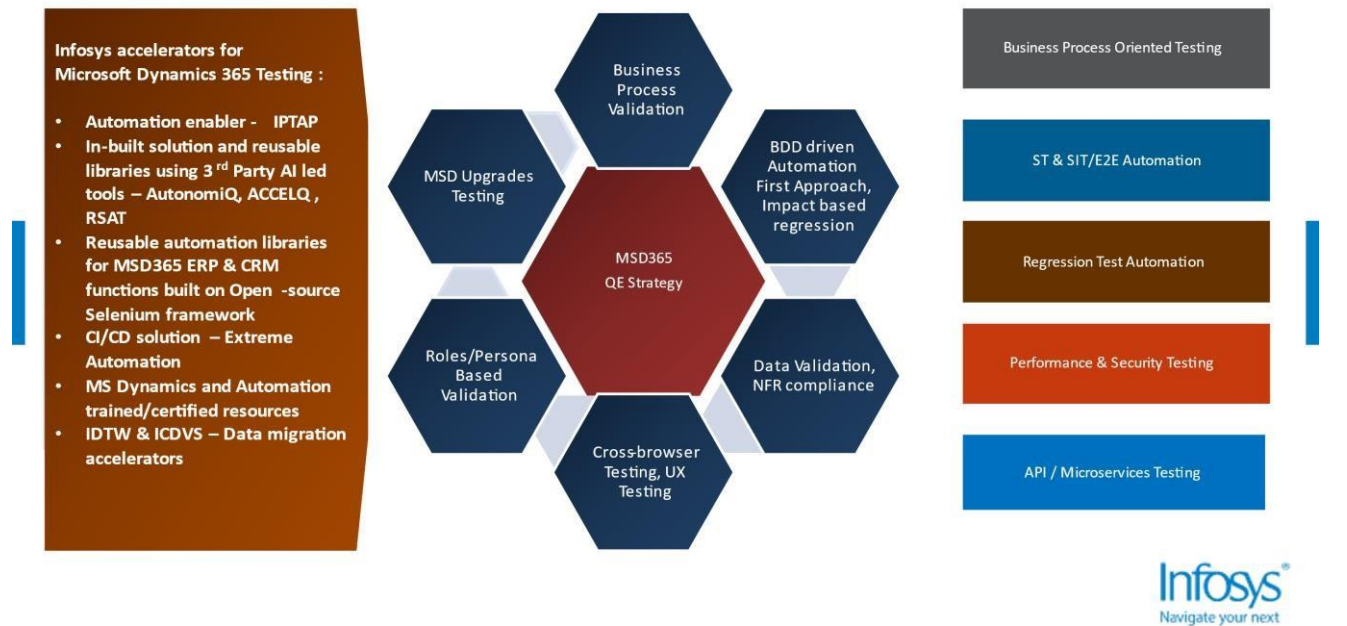 Infosys accelerators for
Microsoft Dynamics 365 Testing :
• Automation enabler - IPTAP
• In-built solution and reusable
libraries using 3rd Party AI led
tools – AutonomiQ, ACCELQ ,
RSAT
• Reusable automation libraries
for MSD365 ERP & CRM
functions built on Open -source
Selenium framework
• CI/CD solution – Extreme
Automation
• MS Dynamics and Automation
trained/certified resources
• IDTW & ICDVS – Data migration
accelerators
Business
Process
Validation
BDD driven
Automation
First Approach,
Impact based
regression
Data Validation,
NFR compliance
Cross-browser
Testing, UX
Testing
Roles/Persona
Based
Validation
MSD Upgrades
Testing
MSD365
QE Strategy
Business Process Oriented Testing
ST & SIT/E2E Automation
Regression Test Automation
Performance & Security Testing
API / Microservices Testing
Infosys®
Navigate your next